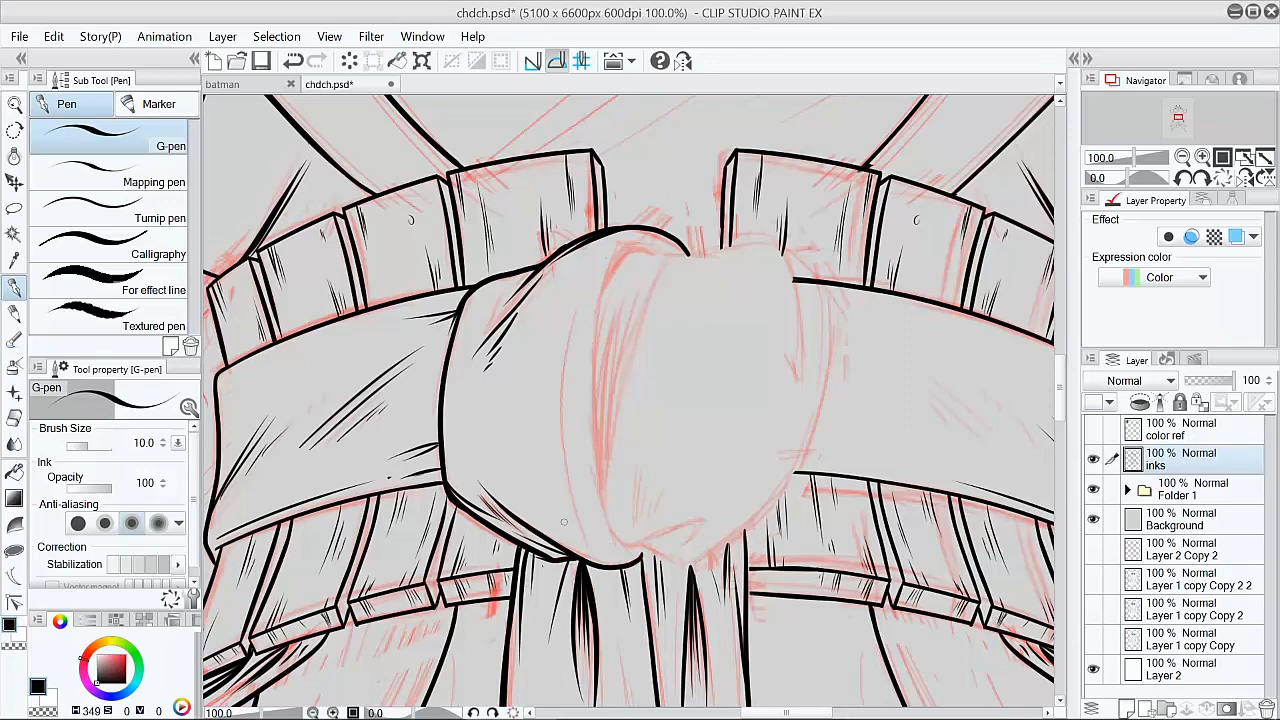 chdch.psd* (5100 x 6600px 600dpi 100.0%) - CLIP STUDIO PAINT EX
File Edit Story(P) Animation Layer Selection View Filter Window Help
Sub Tool [Pen]
Navigator
batman
chdch.psd*
Pen
Marker
G-pen
Mapping pen
Turnip pen
Calligraphy
For effect line
Textured pen
100.0
0.0
Layer Property
Effect
Expression color
Color
Tool property [G-pen]
G-pen
Brush Size
10.0
Ink
Opacity
100
Anti-aliasing
Correction
Stabilization
Vector magnet
H 349 S 0 V 0
100.0
0.0
Layer
Normal
100
100 % Normal
color ref
100 % Normal
inks
100 % Normal
Folder 1
100 % Normal
Background
100 % Normal
Layer 2 Copy 2
100 % Normal
Layer 1 copy Copy 2 2
100 % Normal
Layer 1 copy Copy 2
100 % Normal
Layer 1 copy Copy
100 % Normal
Layer 2